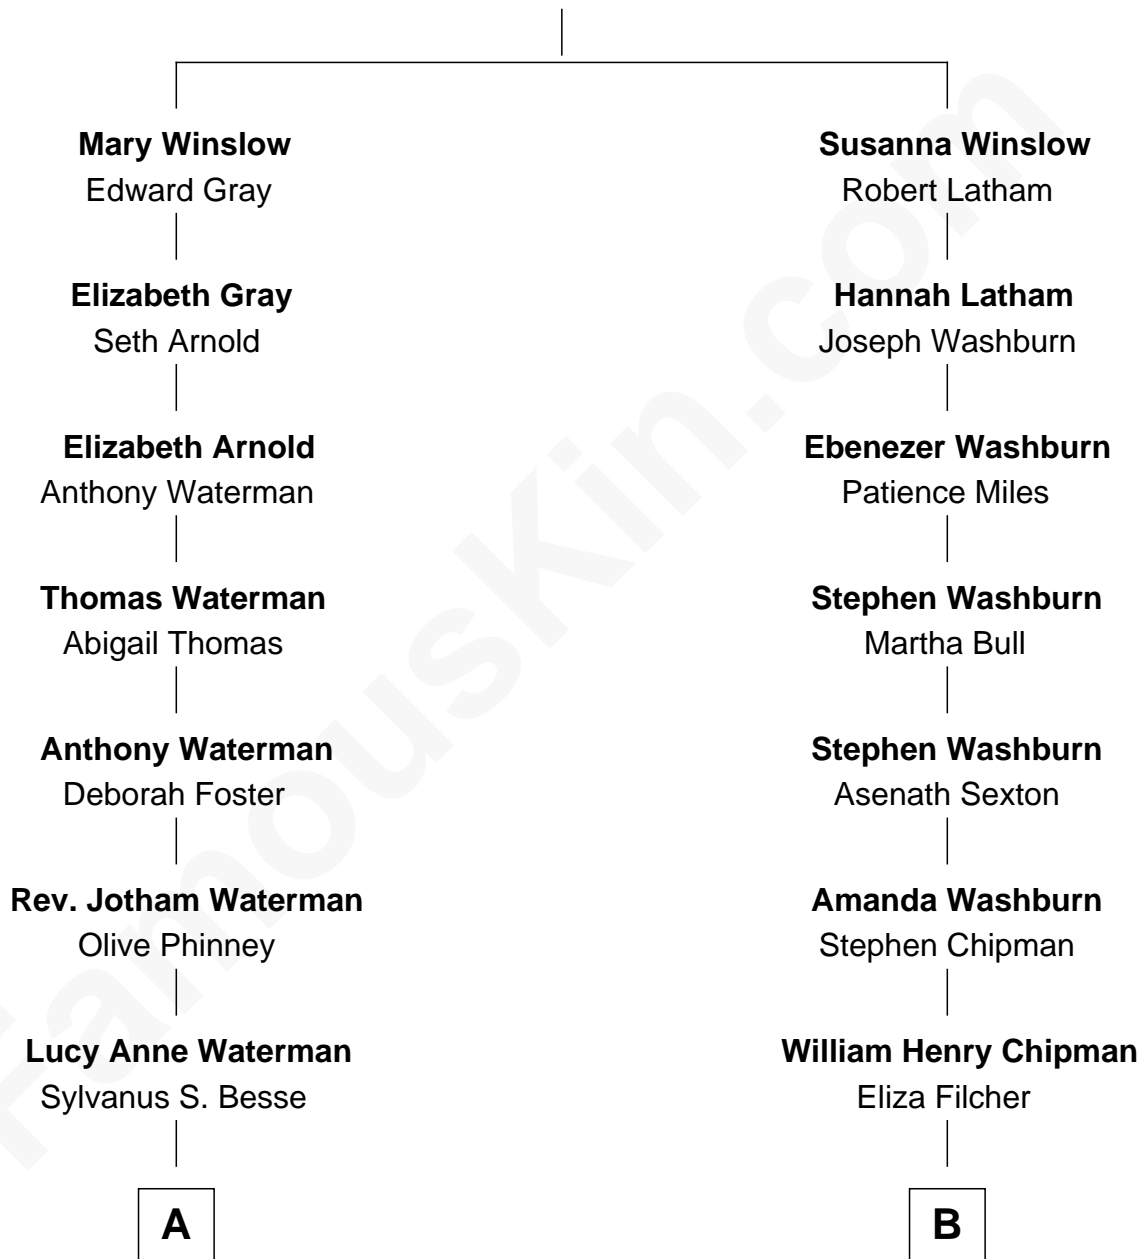 Mary Winslow
Edward Gray
Susanna Winslow
Robert Latham
Elizabeth Gray
Seth Arnold
Hannah Latham
Joseph Washburn
Elizabeth Arnold
Anthony Waterman
Ebenezer Washburn
Patience Miles
Thomas Waterman
Abigail Thomas
Stephen Washburn
Martha Bull
Anthony Waterman
Deborah Foster
Stephen Washburn
Asenath Sexton
Rev. Jotham Waterman
Olive Phinney
Amanda Washburn
Stephen Chipman
Lucy Anne Waterman
Sylvanus S. Besse
William Henry Chipman
Eliza Filcher
A
B
FamousKin.com